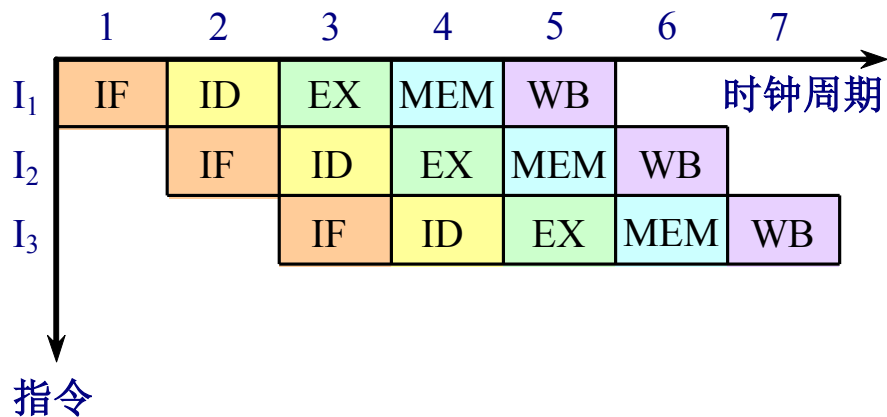 1 2 3 4 5 6 7
I₁ IF ID EX MEM WB 时钟周期
I₂ IF ID EX MEM WB
I₃ IF ID EX MEM WB
指令